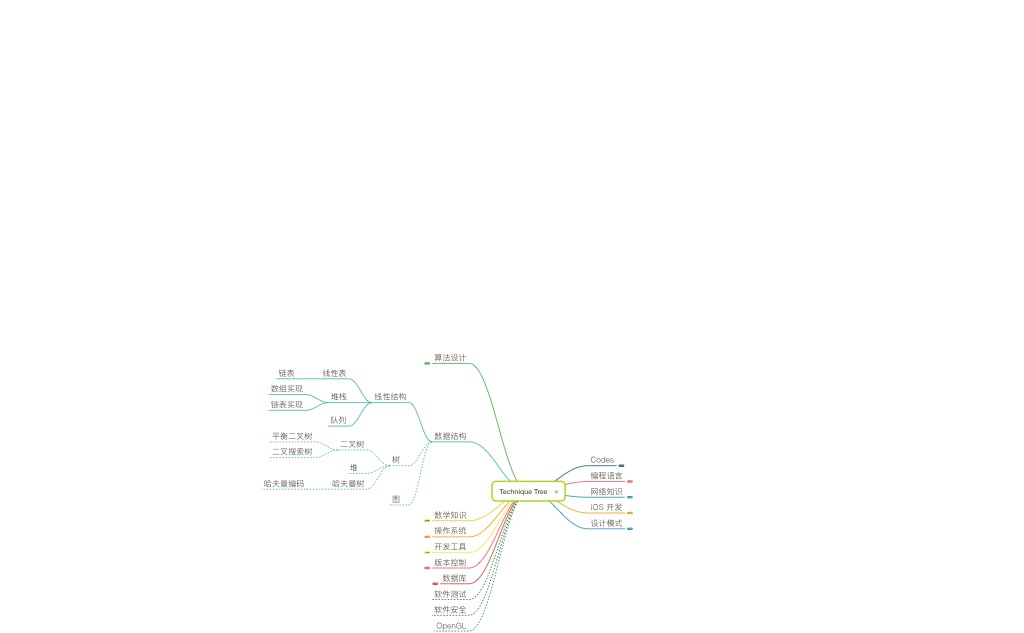 算法设计
链表
线性表
数组实现
堆栈
线性结构
链表实现
队列
数据结构
平衡二叉树
二叉树
二叉搜索树
树
堆
哈夫曼编码
哈夫曼树
图
Technique Tree
Codes
编程语言
网络知识
iOS 开发
设计模式
数学知识
操作系统
开发工具
版本控制
数据库
软件测试
软件安全
OpenGL